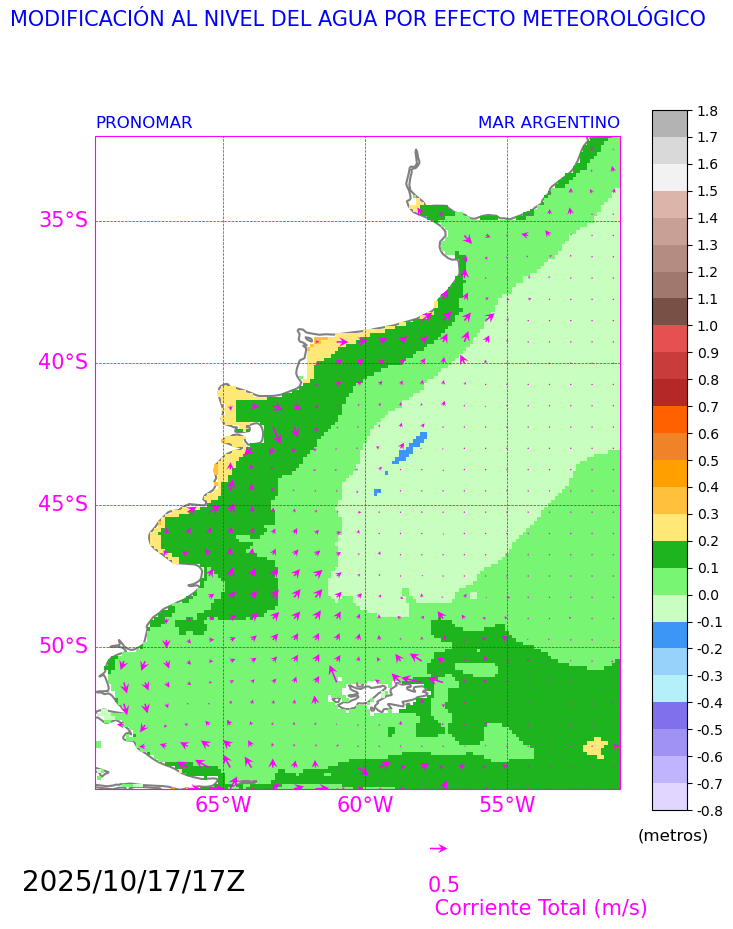 MODIFICACIÓN AL NIVEL DEL AGUA POR EFECTO METEOROLÓGICO
PRONOMAR
MAR ARGENTINO
35°S
40°S
45°S
50°S
65°W
60°W
55°W
1.8
1.7
1.6
1.5
1.4
1.3
1.2
1.1
1.0
0.9
0.8
0.7
0.6
0.5
0.4
0.3
0.2
0.1
0.0
-0.1
-0.2
-0.3
-0.4
-0.5
-0.6
-0.7
-0.8
(metros)
2025/10/17/17Z
0.5
Corriente Total (m/s)